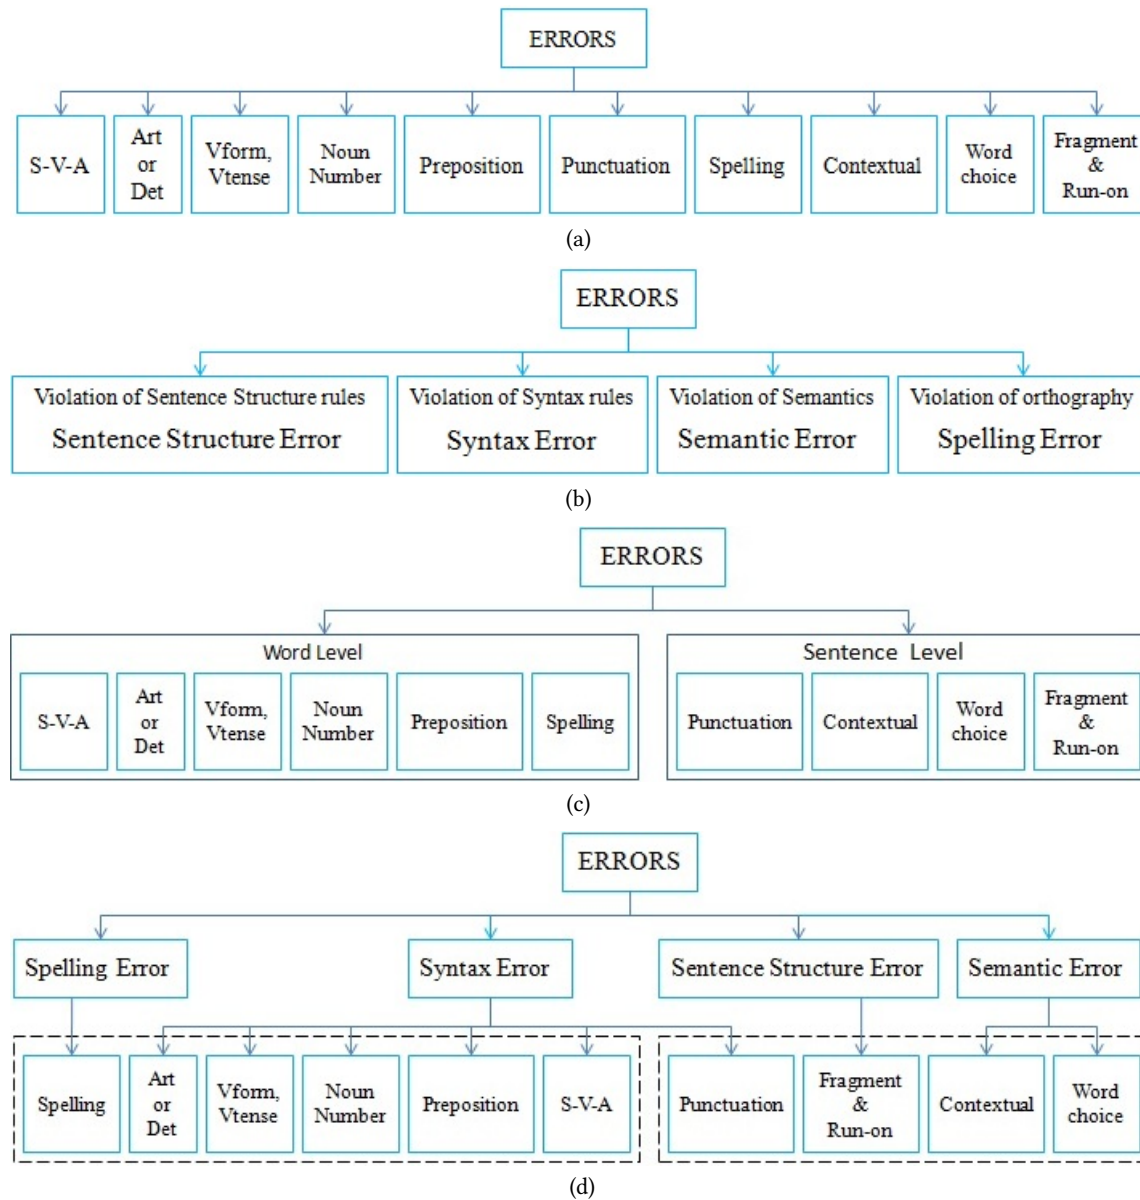 ERRORS
S-V-A
Art
or
Det
Vform,
Vtense
Noun
Number
Preposition
Punctuation
Spelling
Contextual
Word
choice
Fragment
&
Run-on
(a)
ERRORS
Violation of Sentence Structure rules
Sentence Structure Error
Violation of Syntax rules
Syntax Error
Violation of Semantics
Semantic Error
Violation of orthography
Spelling Error
(b)
ERRORS
Word Level
S-V-A
Art
or
Det
Vform,
Vtense
Noun
Number
Preposition
Spelling
Sentence Level
Punctuation
Contextual
Word
choice
Fragment
&
Run-on
(c)
ERRORS
Spelling Error
Syntax Error
Sentence Structure Error
Semantic Error
Spelling
Art
or
Det
Vform,
Vtense
Noun
Number
Preposition
S-V-A
Punctuation
Fragment
&
Run-on
Contextual
Word
choice
(d)